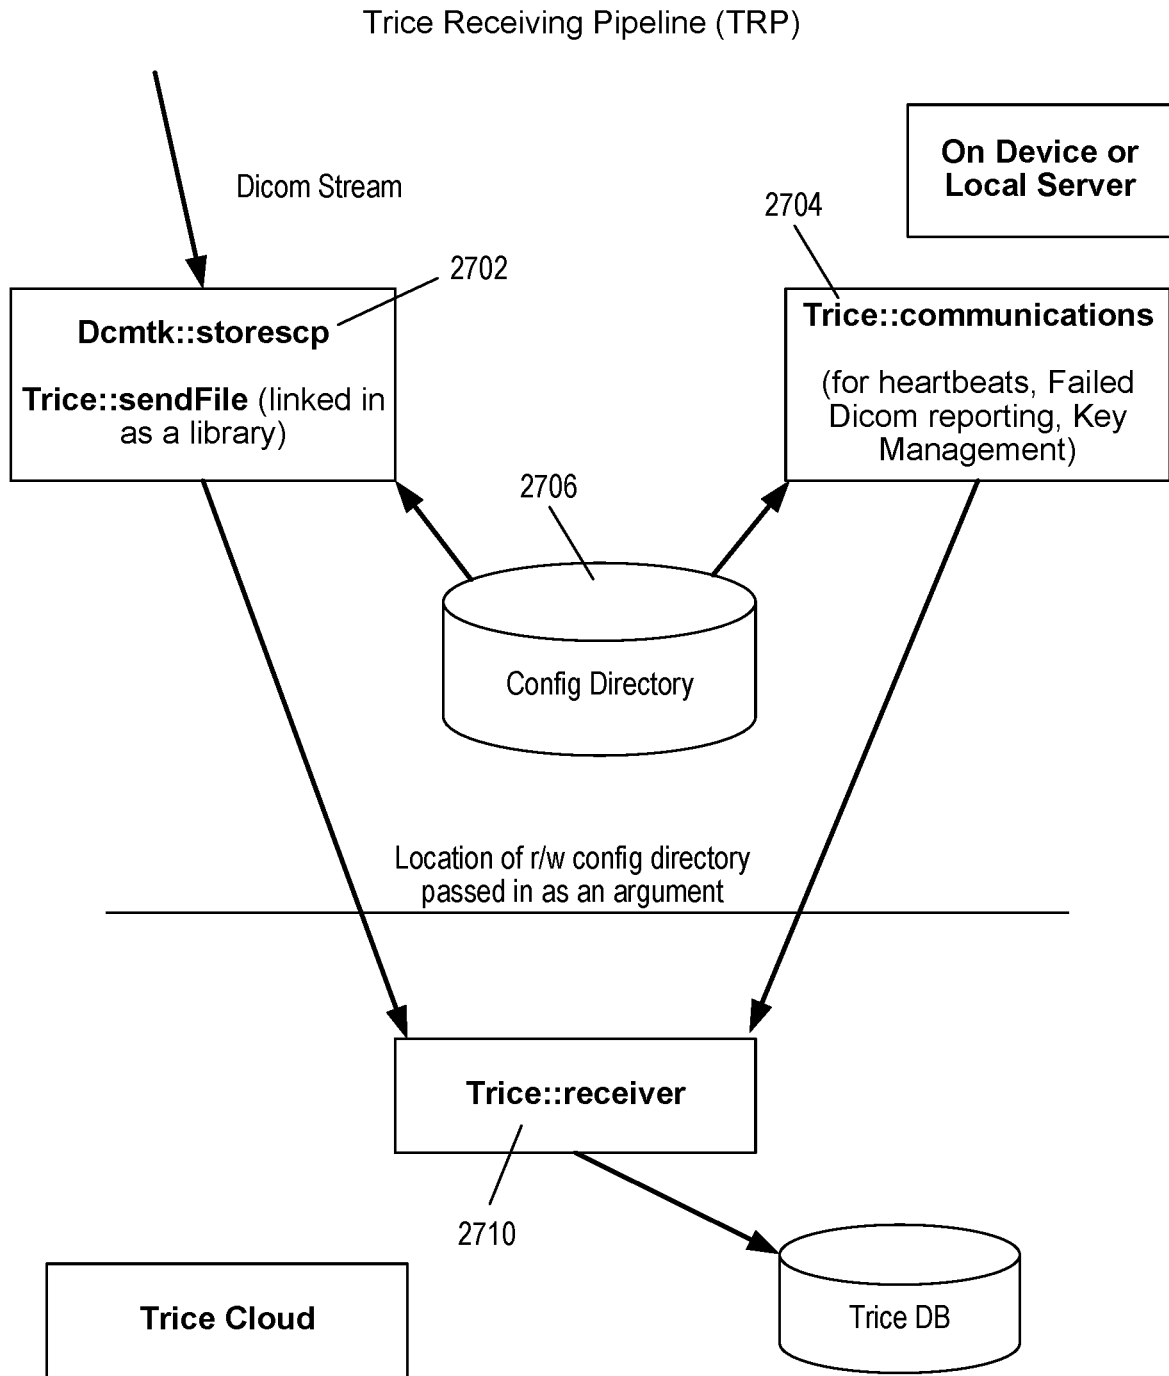 Trice Receiving Pipeline (TRP)
On Device or
Local Server
Dicom Stream
2704
2702
Dcmtk::storescp
Trice::sendFile (linked in
as a library)
Trice::communications
(for heartbeats, Failed
Dicom reporting, Key
Management)
2706
Config Directory
Location of r/w config directory
passed in as an argument
Trice::receiver
2710
Trice Cloud
Trice DB